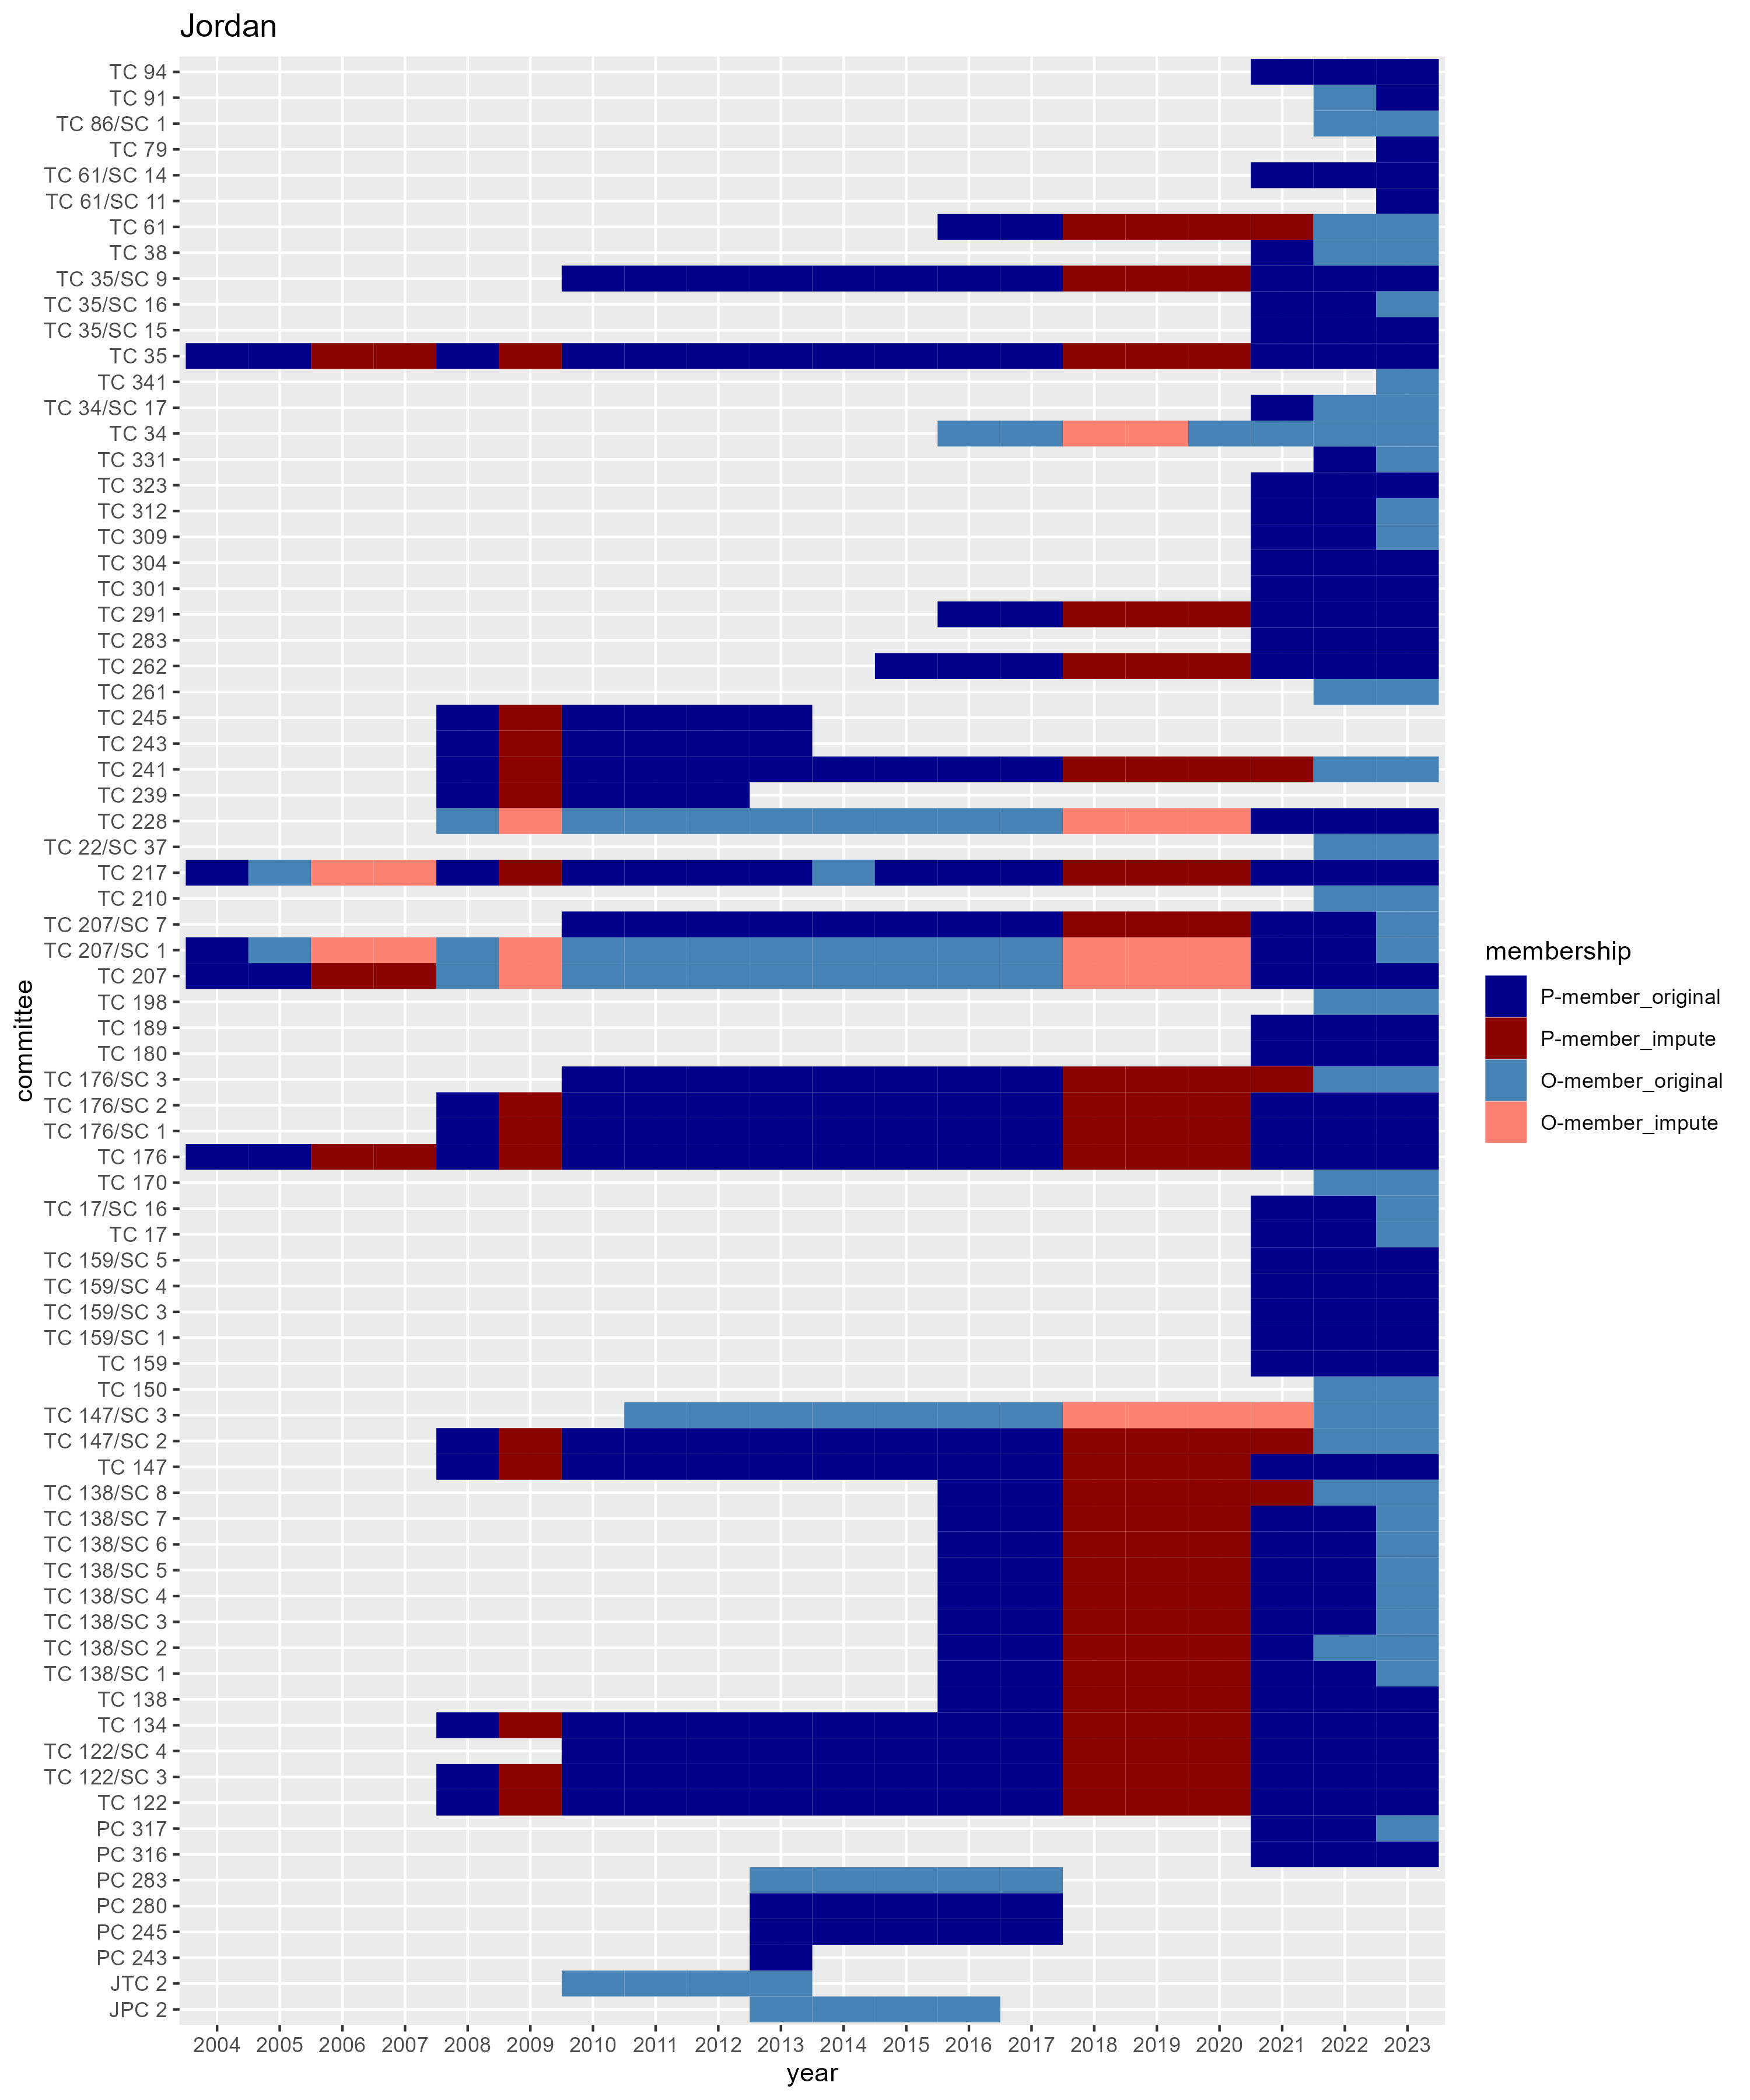 Jordan
TC 94
TC 91
TC 86/SC 1
TC 79
TC 61/SC 14
TC 61/SC 11
TC 61
TC 38
TC 35/SC 9
TC 35/SC 16
TC 35/SC 15
TC 35
TC 341
TC 34/SC 17
TC 34
TC 331
TC 323
TC 312
TC 309
TC 304
TC 301
TC 291
TC 283
TC 262
TC 261
TC 245
TC 243
TC 241
TC 239
TC 228
TC 22/SC 37
TC 217
TC 210
TC 207/SC 7
TC 207/SC 1
TC 207
TC 198
TC 189
TC 180
TC 176/SC 3
TC 176/SC 2
TC 176/SC 1
TC 176
TC 170
TC 17/SC 16
TC 17
TC 159/SC 5
TC 159/SC 4
TC 159/SC 3
TC 159/SC 1
TC 159
TC 150
TC 147/SC 3
TC 147/SC 2
TC 147
TC 138/SC 8
TC 138/SC 7
TC 138/SC 6
TC 138/SC 5
TC 138/SC 4
TC 138/SC 3
TC 138/SC 2
TC 138/SC 1
TC 138
TC 134
TC 122/SC 4
TC 122/SC 3
TC 122
PC 317
PC 316
PC 283
PC 280
PC 245
PC 243
JTC 2
JPC 2
committee
2004 2005 2006 2007 2008 2009 2010 2011 2012 2013 2014 2015 2016 2017 2018 2019 2020 2021 2022 2023
year
membership
P-member_original
P-member_impute
O-member_original
O-member_impute